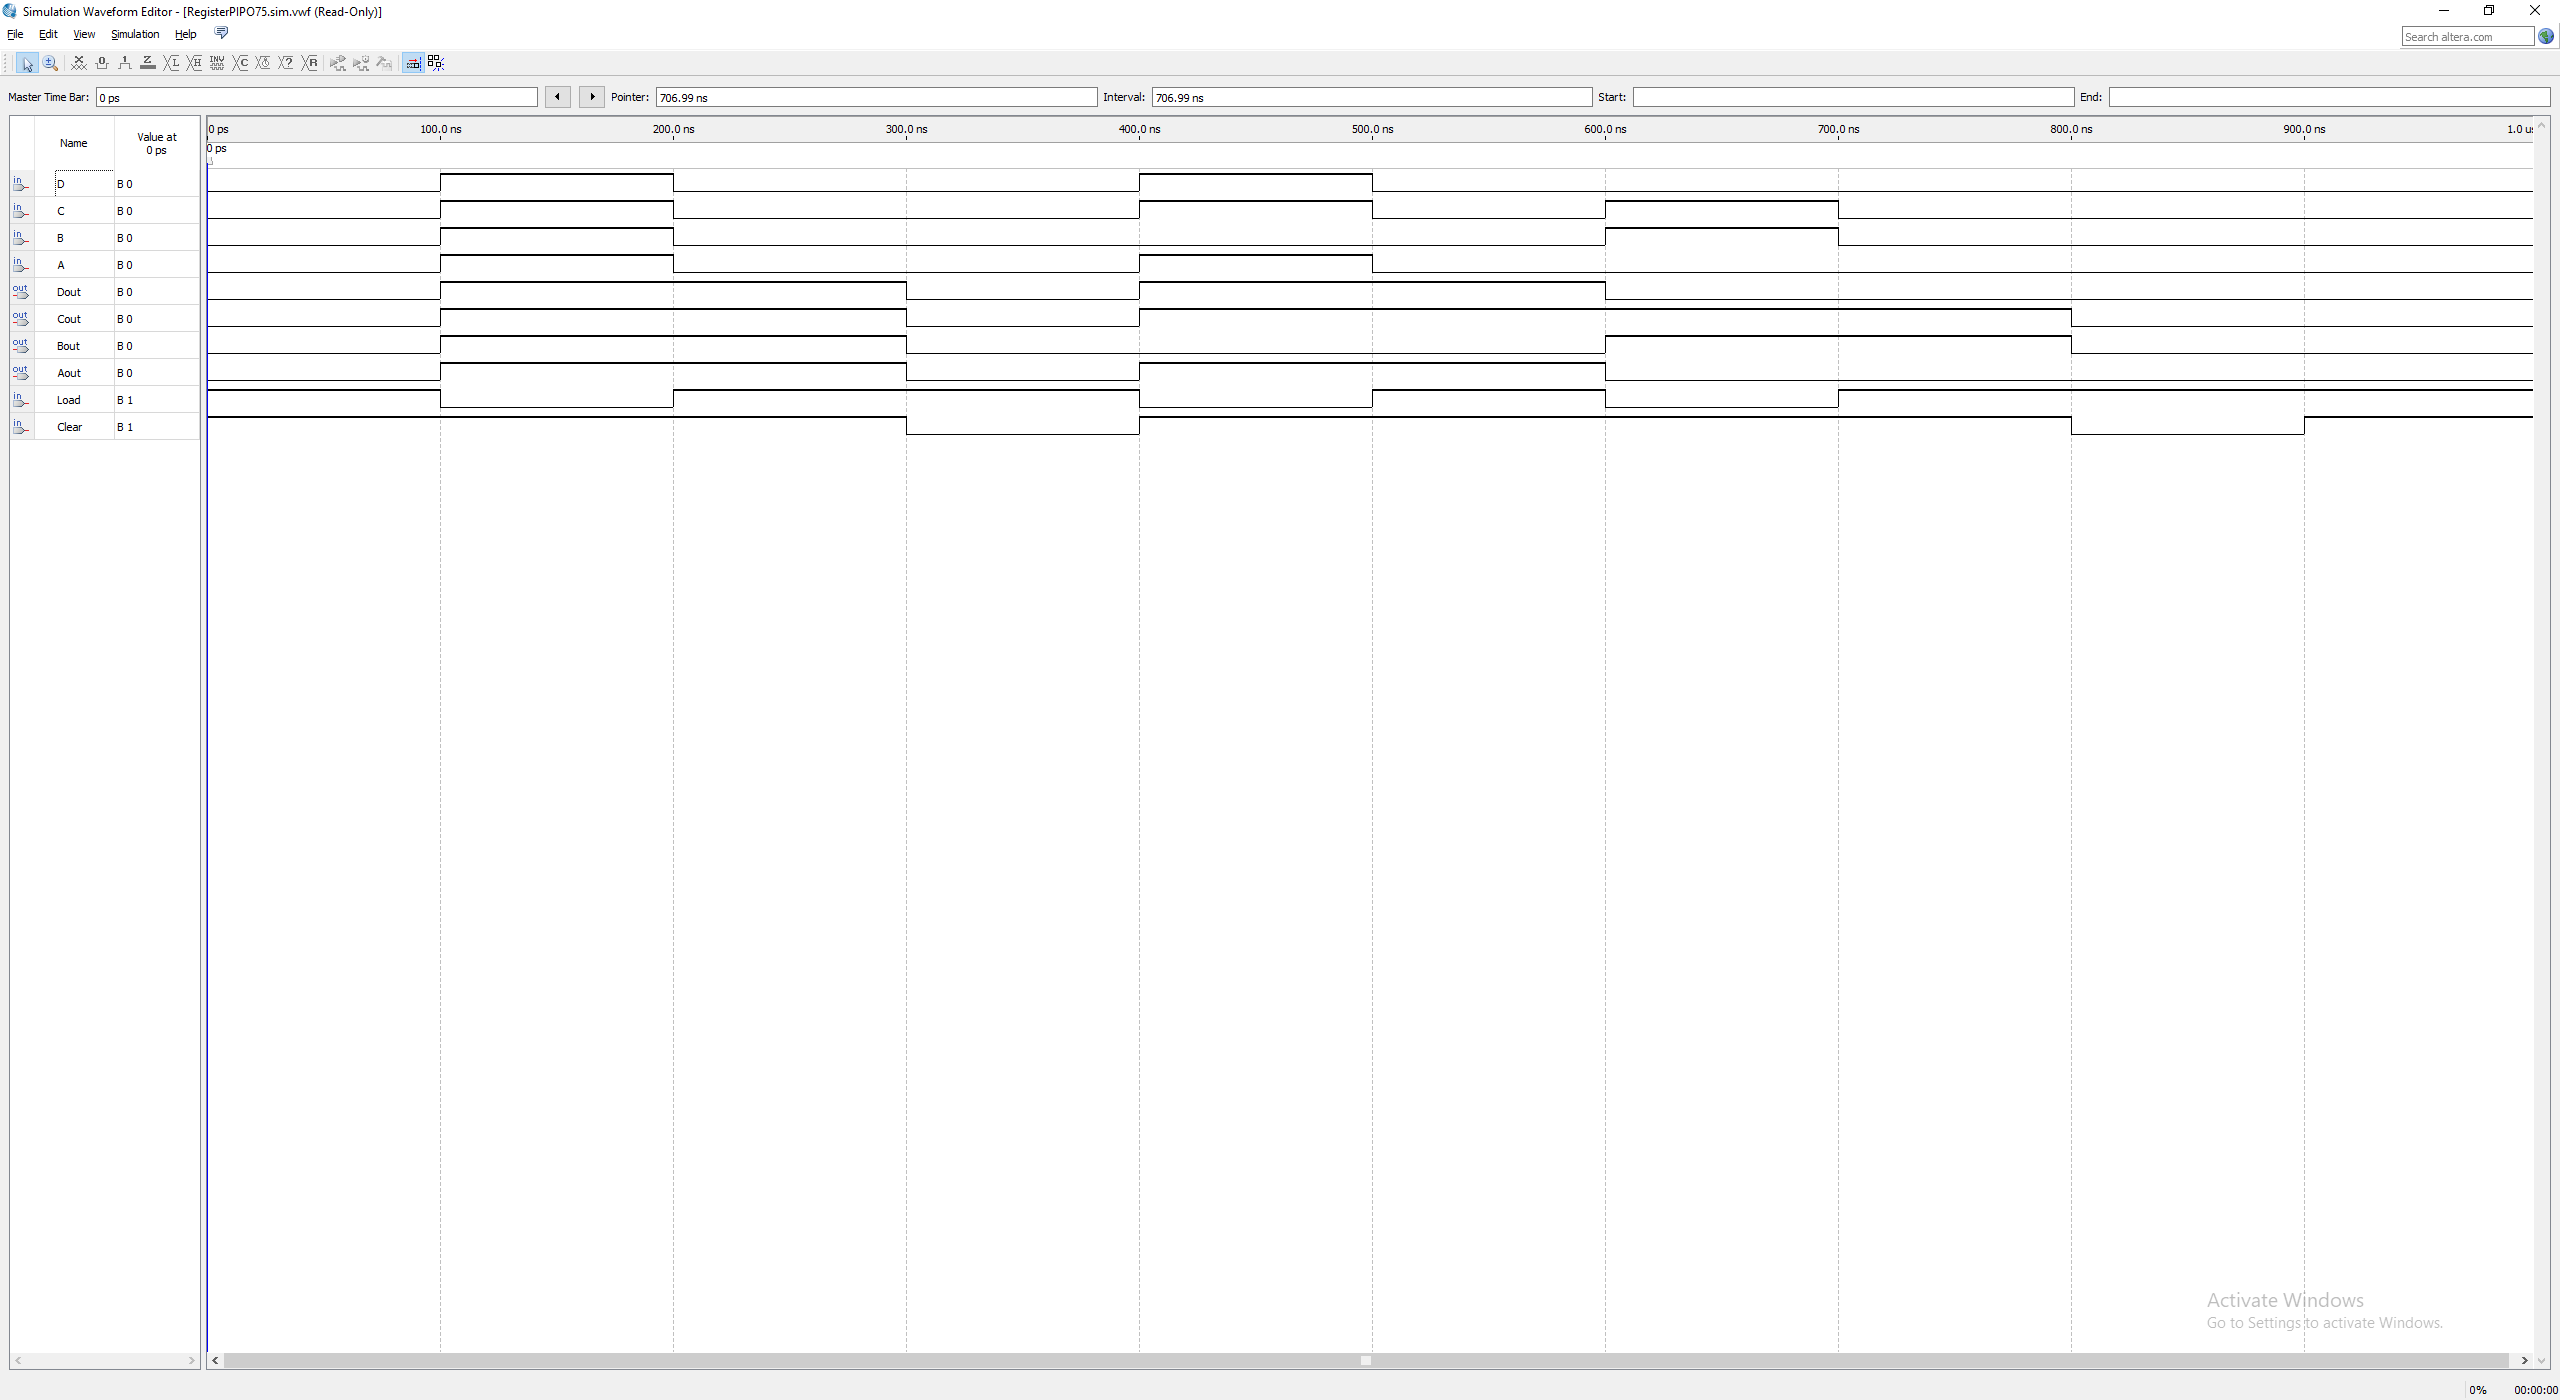 Simulation Waveform Editor - [RegisterPIPO75.sim.vwf (Read-Only)]
File Edit View Simulation Help
Search altera.com
Master Time Bar: 0 ps Pointer: 706.99 ns Interval: 706.99 ns Start: End:
Name Value at 0 ps
0 ps 100.0 ns 200.0 ns 300.0 ns 400.0 ns 500.0 ns 600.0 ns 700.0 ns 800.0 ns 900.0 ns 1.0 us
0 ps
in D B 0
in C B 0
in B B 0
in A B 0
out Dout B 0
out Cout B 0
out Bout B 0
out Aout B 0
in Load B 1
in Clear B 1
Activate Windows
Go to Settings to activate Windows.
0% 00:00:00